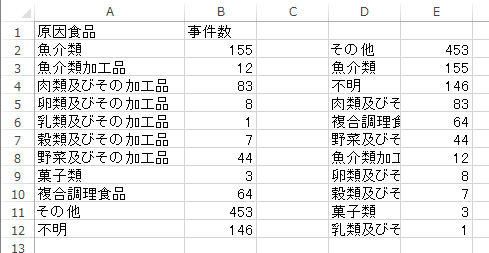 A B C D E
1 原因食品 事件数
2 魚介類 155 その他 453
3 魚介類加工品 12 魚介類 155
4 肉類及びその加工品 83 不明 146
5 卵類及びその加工品 8 肉類及びそ 83
6 乳類及びその加工品 1 複合調理食 64
7 穀類及びその加工品 7 野菜及びそ 44
8 野菜及びその加工品 44 魚介類加工 12
9 菓子類 3 卵類及びそ 8
10 複合調理食品 64 穀類及びそ 7
11 その他 453 菓子類 3
12 不明 146 乳類及びそ 1
13